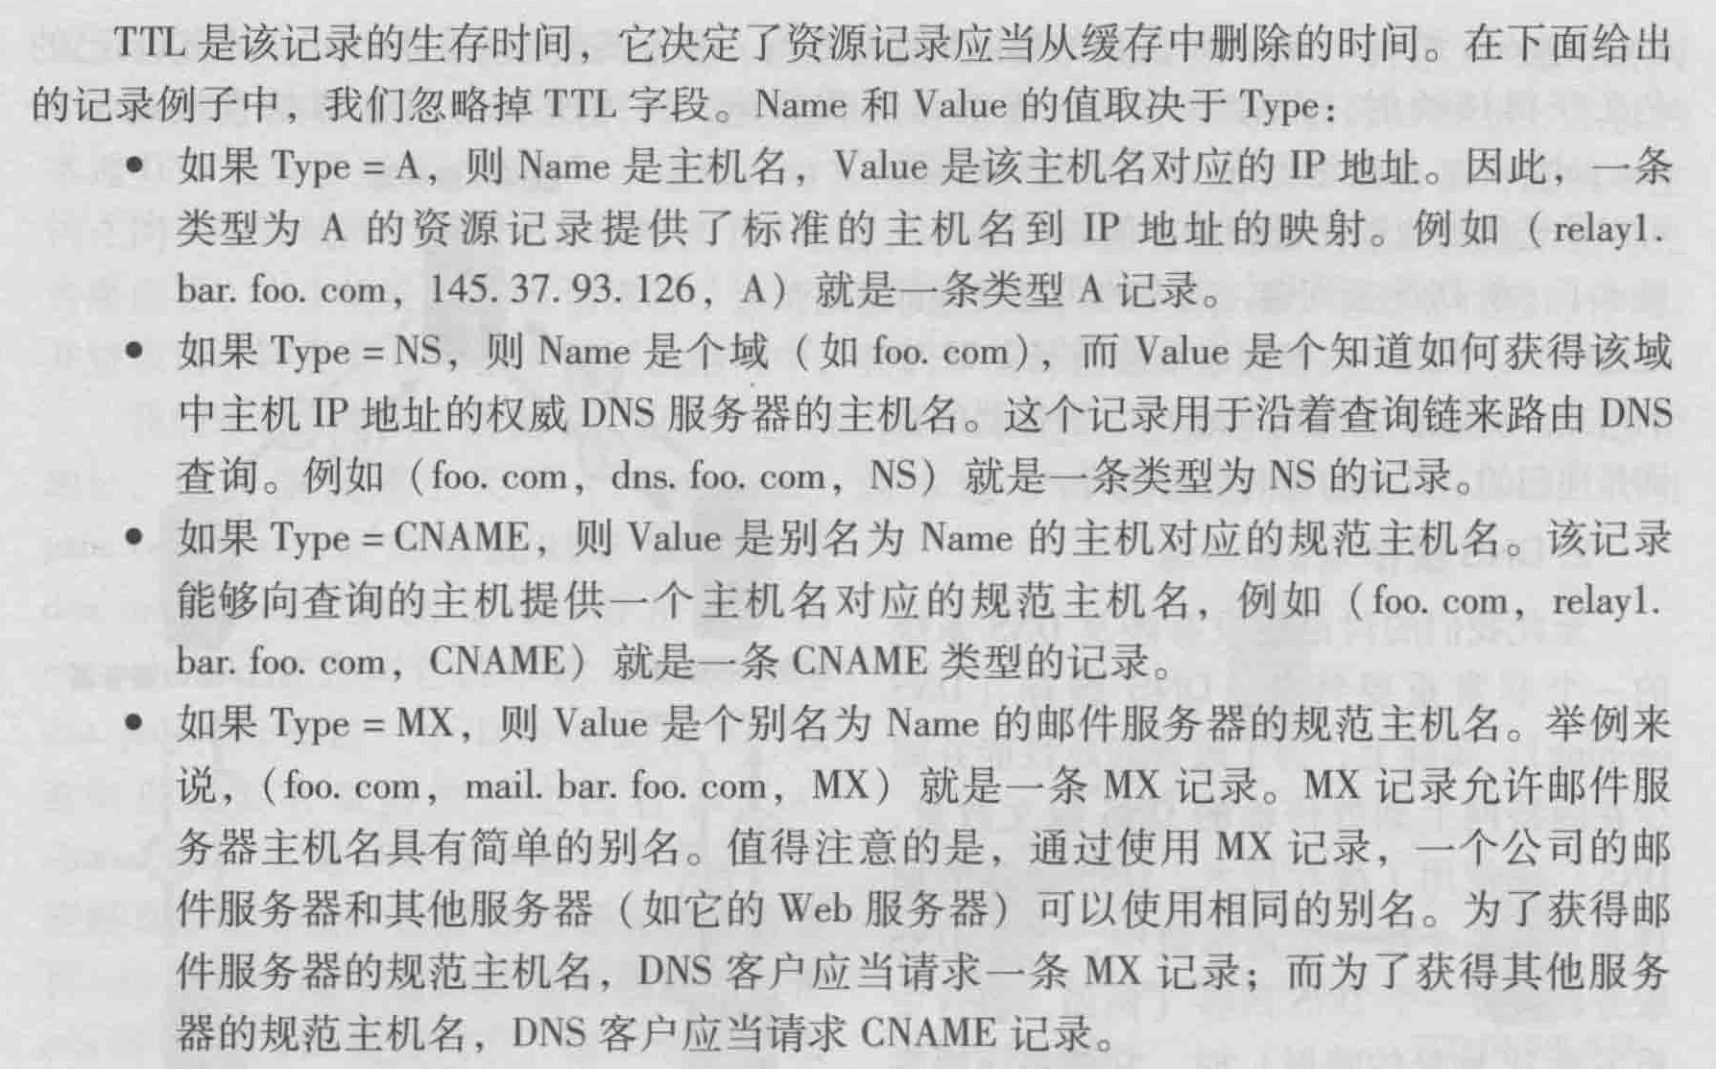 TTL 是该记录的生存时间，它决定了资源记录应当从缓存中删除的时间。在下面给出
的记录例子中，我们忽略掉 TTL 字段。Name 和 Value 的值取决于 Type：
● 如果 Type = A，则 Name 是主机名，Value 是该主机名对应的 IP 地址。因此，一条
类型为 A 的资源记录提供了标准的主机名到 IP 地址的映射。例如（relay1.
bar. foo. com，145. 37. 93. 126，A）就是一条类型 A 记录。
● 如果 Type = NS，则 Name 是个域（如 foo. com），而 Value 是个知道如何获得该域
中主机 IP 地址的权威 DNS 服务器的主机名。这个记录用于沿着查询链来路由 DNS
查询。例如（foo. com，dns. foo. com，NS）就是一条类型为 NS 的记录。
● 如果 Type = CNAME，则 Value 是别名为 Name 的主机对应的规范主机名。该记录
能够向查询的主机提供一个主机名对应的规范主机名，例如（foo. com，relay1.
bar. foo. com，CNAME）就是一条 CNAME 类型的记录。
● 如果 Type = MX，则 Value 是个别名为 Name 的邮件服务器的规范主机名。举例来
说，（foo. com，mail. bar. foo. com，MX）就是一条 MX 记录。MX 记录允许邮件服
务器主机名具有简单的别名。值得注意的是，通过使用 MX 记录，一个公司的邮
件服务器和其他服务器（如它的 Web 服务器）可以使用相同的别名。为了获得邮
件服务器的规范主机名，DNS 客户应当请求一条 MX 记录；而为了获得其他服务
器的规范主机名，DNS 客户应当请求 CNAME 记录。